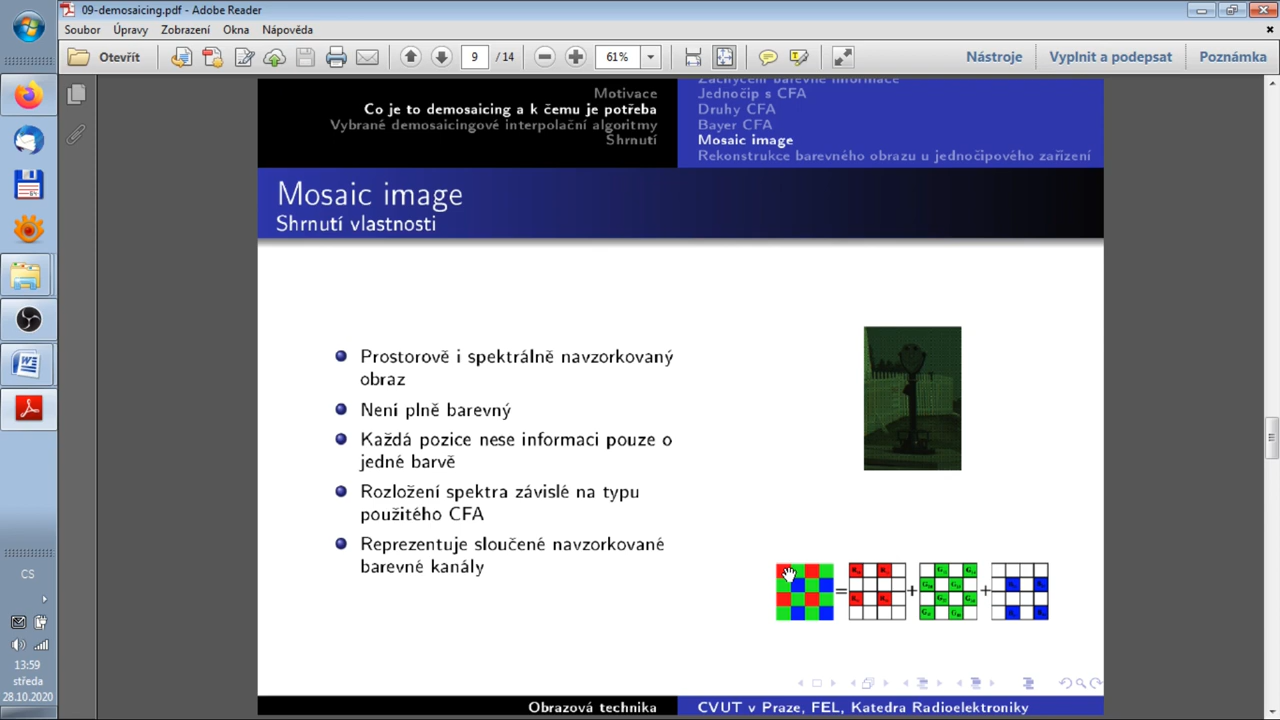 09-demosaicing.pdf - Adobe Reader
Soubor Úpravy Zobrazení Okna Nápověda
Otevřít 9 / 14 61% Nástroje Vyplnit a podepsat Poznámka
Motivace
Co je to demosaicing a k čemu je potřeba
Vybrané demosaicingové interpolační algoritmy
Shrnutí
Zachycení barevné informace
Jednočip s CFA
Druhy CFA
Bayer CFA
Mosaic image
Rekonstrukce barevného obrazu u jednočipového zařízení
Mosaic image
Shrnutí vlastností
Prostorově i spektrálně navzorkovaný
obraz
Není plně barevný
Každá pozice nese informaci pouze o
jedné barvě
Rozložení spektra závislé na typu
použitého CFA
Reprezentuje sloučené navzorkované
barevné kanály
= + +
Obrazová technika
CVUT v Praze, FEL, Katedra Radioelektroniky
CS
13:59
středa
28.10.2020